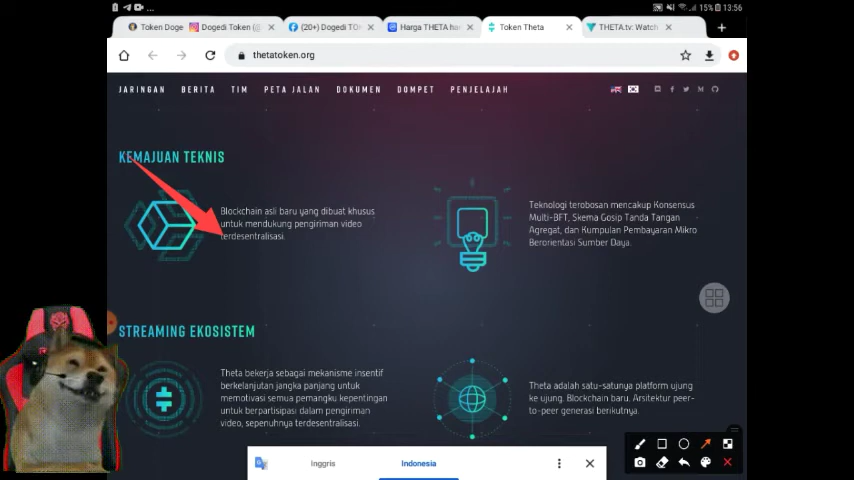 15% 13:56
Token Doge
Dogedi Token (@
(20+) Dogedi TO
Harga THETA ha
Token Theta
THETA.tv: Watch
thetatoken.org
JARINGAN BERITA TIM PETA JALAN DOKUMEN DOMPET PENJELAJAH
KEMAJUAN TEKNIS
Blockchain asli baru yang dibuat khusus
untuk mendukung pengiriman video
terdesentralisasi.
Teknologi terobosan mencakup Konsensus
Multi-BFT, Skema Gosip Tanda Tangan
Agregat, dan Kumpulan Pembayaran Mikro
Berorientasi Sumber Daya.
STREAMING EKOSISTEM
Theta bekerja sebagai mekanisme insentif
berkelanjutan jangka panjang untuk
memotivasi semua pemangku kepentingan
untuk berpartisipasi dalam pengiriman
video, sepenuhnya terdesentralisasi.
Theta adalah satu-satunya platform ujung
ke ujung. Blockchain baru. Arsitektur peer-
to-peer generasi berikutnya.
Inggris
Indonesia